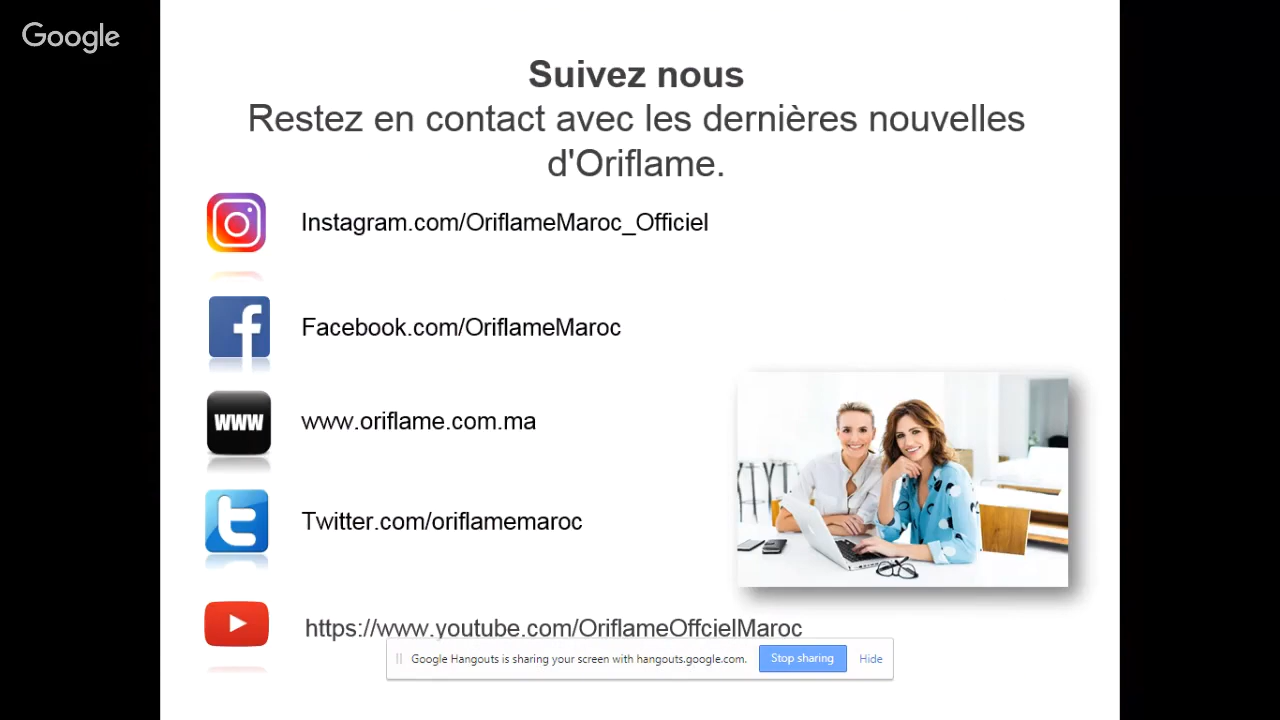 Google
Suivez nous
Restez en contact avec les dernières nouvelles
d'Oriflame.
Instagram.com/OriflameMaroc_Officiel
Facebook.com/OriflameMaroc
www
www.oriflame.com.ma
Twitter.com/oriflamemaroc
https://www.youtube.com/OriflameOffcielMaroc
Google Hangouts is sharing your screen with hangouts.google.com.
Stop sharing
Hide